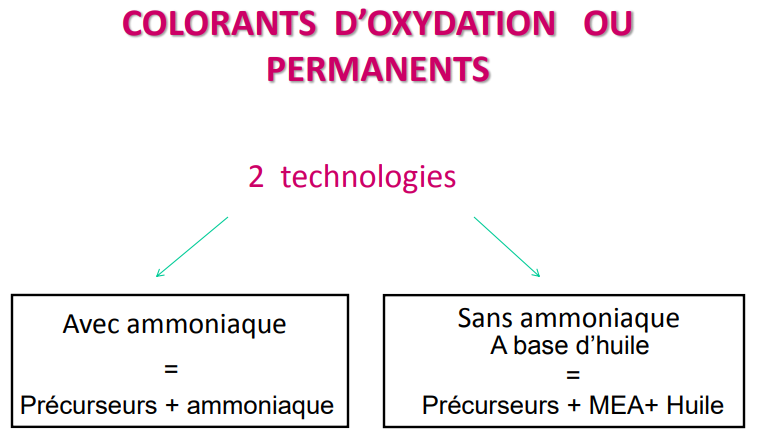 COLORANTS D’OXYDATION OU
PERMANENTS
2 technologies
Avec ammoniaque
=
Précurseurs + ammoniaque
Sans ammoniaque
A base d’huile
=
Précurseurs + MEA+ Huile